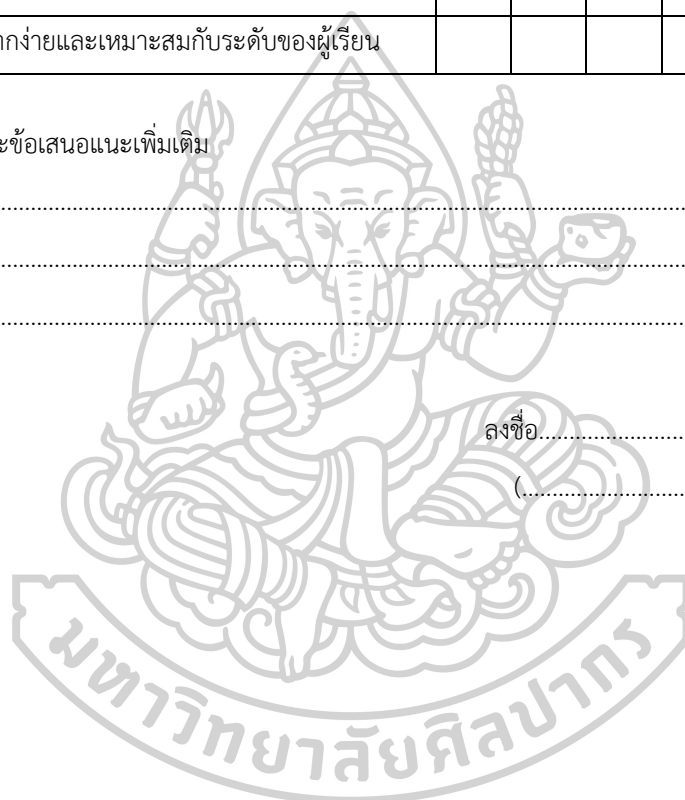 ากง่ายและเหมาะสมกับระดับของผู้เรียน
ะข้อเสนอแนะเพิ่มเติม
........................................................................................................................
........................................................................................................................
........................................................................................................................
ลงชื่อ.........................
(............................
มหาวิทยาลัยศิลปากร